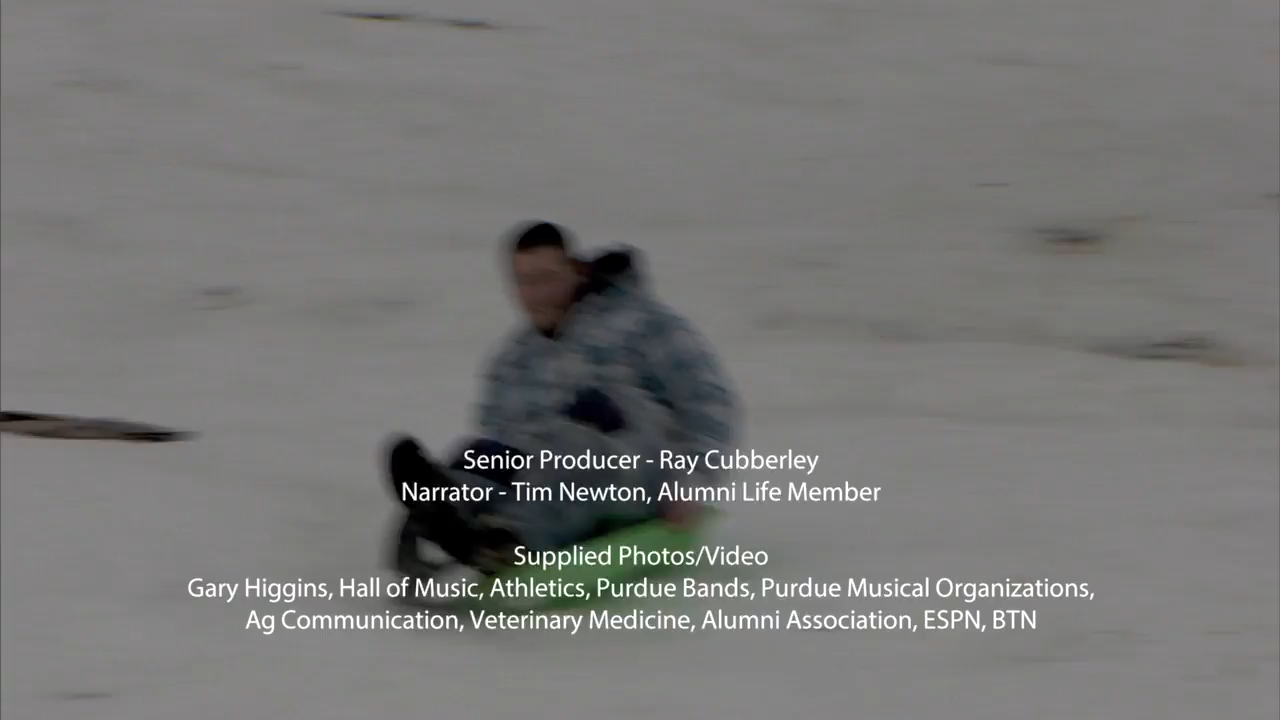 Senior Producer - Ray Cubberley
Narrator - Tim Newton, Alumni Life Member
Supplied Photos/Video
Gary Higgins, Hall of Music, Athletics, Purdue Bands, Purdue Musical Organizations,
Ag Communication, Veterinary Medicine, Alumni Association, ESPN, BTN